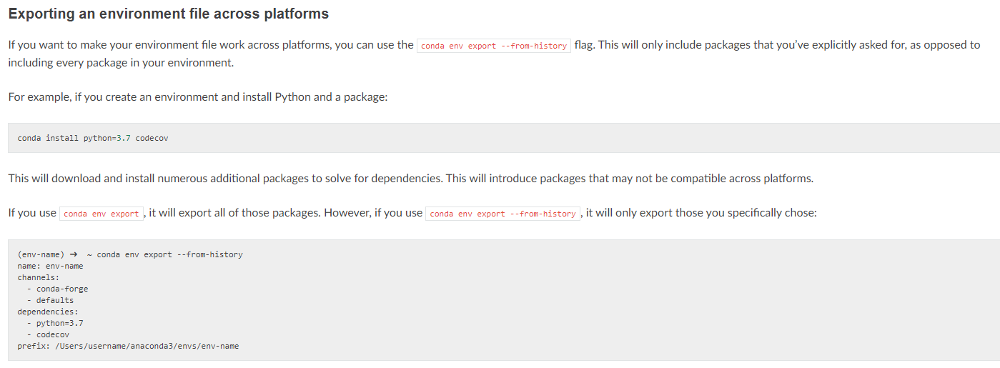 Exporting an environment file across platforms
If you want to make your environment file work across platforms, you can use the conda env export --from-history flag. This will only include packages that you’ve explicitly asked for, as opposed to
including every package in your environment.
For example, if you create an environment and install Python and a package:
conda install python=3.7 codecov
This will download and install numerous additional packages to solve for dependencies. This will introduce packages that may not be compatible across platforms.
If you use conda env export, it will export all of those packages. However, if you use conda env export --from-history, it will only export those you specifically chose:
(env-name) ➜  ~ conda env export --from-history
name: env-name
channels:
  - conda-forge
  - defaults
dependencies:
  - python=3.7
  - codecov
prefix: /Users/username/anaconda3/envs/env-name